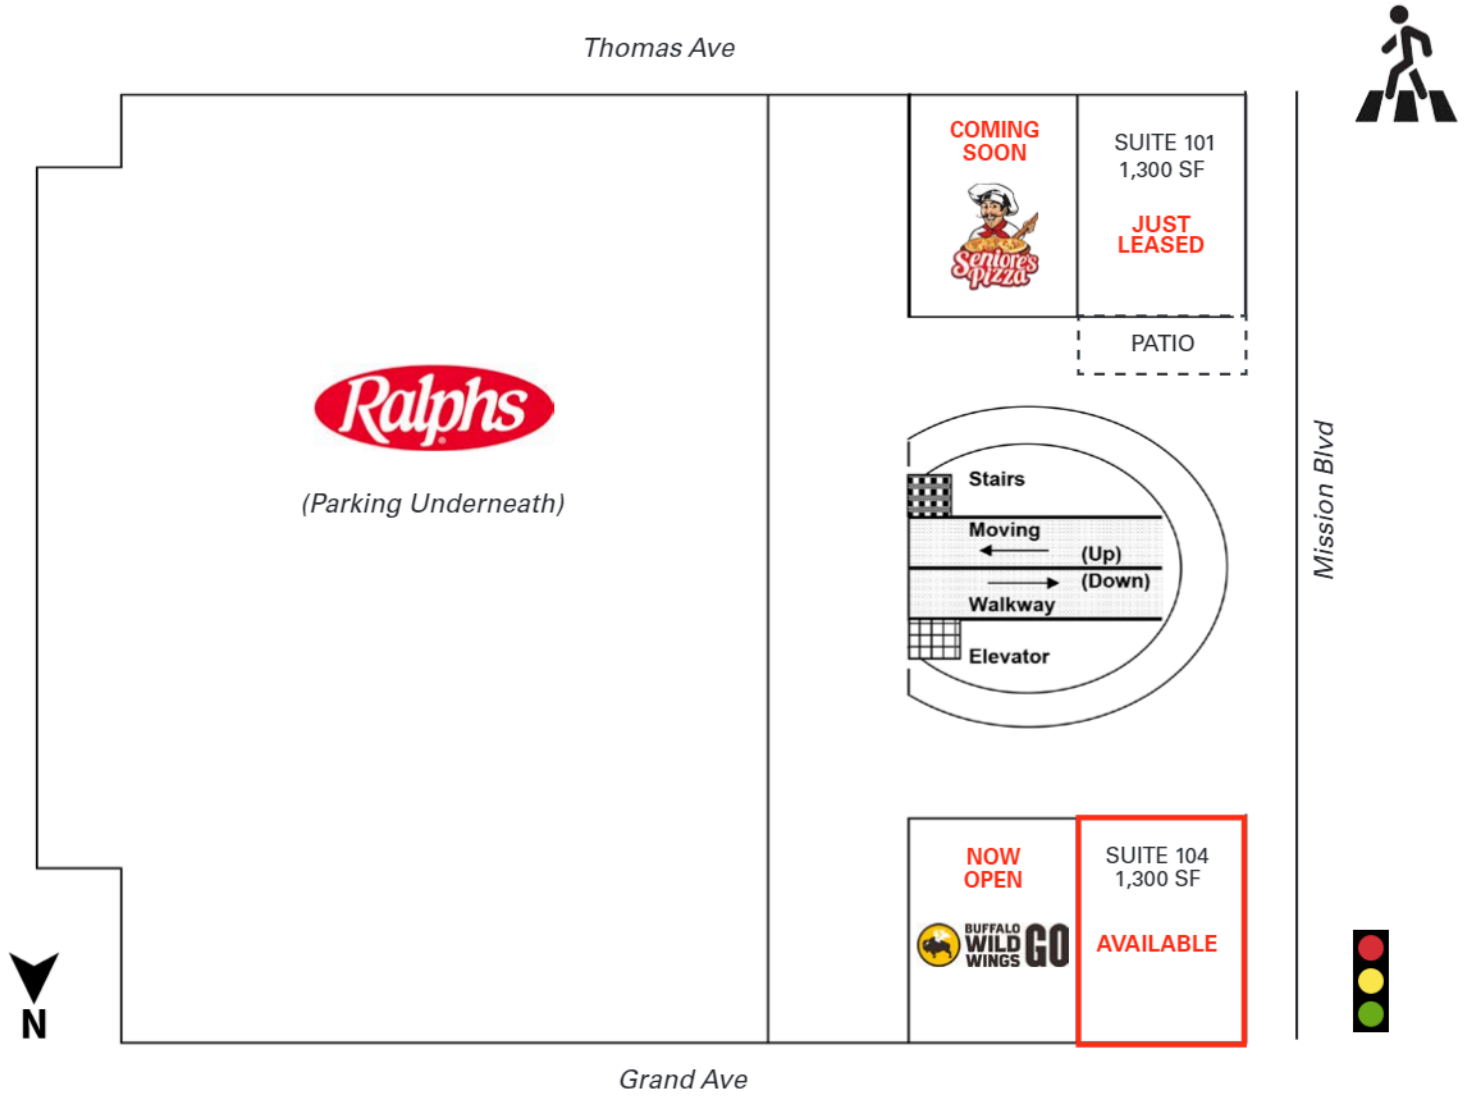 Thomas Ave
COMING
SOON
Seniore's
Pizza
SUITE 101
1,300 SF
JUST
LEASED
PATIO
Ralphs
(Parking Underneath)
Stairs
Moving
(Up)
(Down)
Walkway
Elevator
Mission Blvd
NOW
OPEN
BUFFALO
WILD
WINGS
GO
SUITE 104
1,300 SF
AVAILABLE
N
Grand Ave